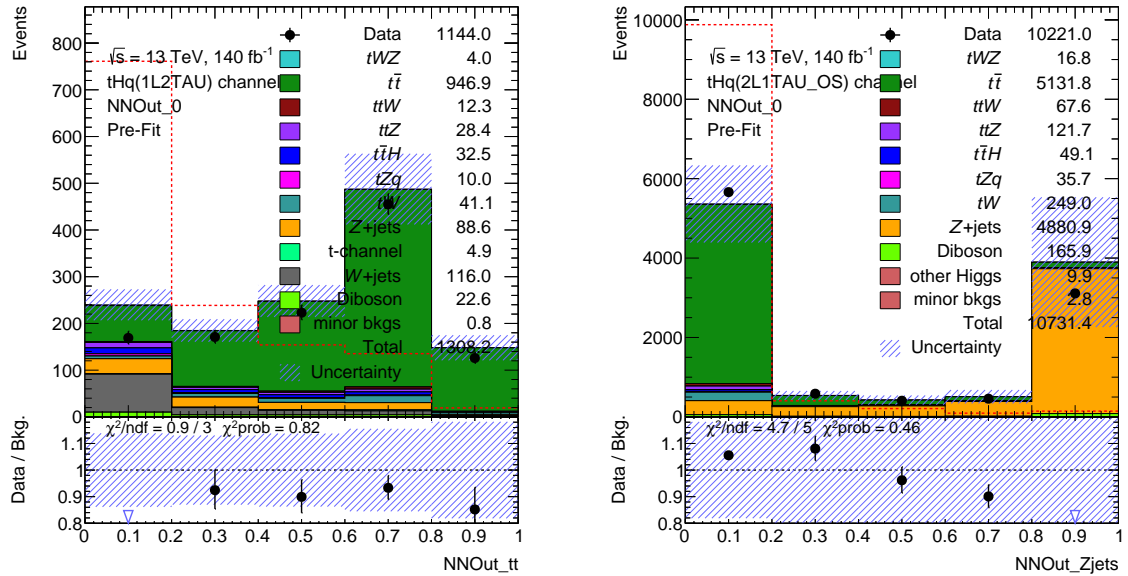 Events
800
700
600
500
400
300
200
100
0
√s = 13 TeV, 140 fb⁻¹
tHq(1L2TAU) channel
NNOut_0
Pre-Fit
Data 1144.0
tWZ 4.0
tt̄ 946.9
ttW 12.3
ttZ 28.4
tt̄H 32.5
tZq 10.0
tW 41.1
Z+jets 88.6
t-channel 4.9
W+jets 116.0
Diboson 22.6
minor bkgs 0.8
Total 1308.2
Uncertainty
Data / Bkg.
1.1
1
0.9
0.8
χ²/ndf = 0.9 / 3 χ²prob = 0.82
0 0.1 0.2 0.3 0.4 0.5 0.6 0.7 0.8 0.9 1
NNOut_tt
Events
10000
8000
6000
4000
2000
0
√s = 13 TeV, 140 fb⁻¹
tHq(2L1TAU_OS) channel
NNOut_0
Pre-Fit
Data 10221.0
tWZ 16.8
tt̄ 5131.8
ttW 67.6
ttZ 121.7
tt̄H 49.1
tZq 35.7
tW 249.0
Z+jets 4880.9
Diboson 165.9
other Higgs 9.9
minor bkgs 2.8
Total 10731.4
Uncertainty
Data / Bkg.
1.1
1
0.9
0.8
χ²/ndf = 4.7 / 5 χ²prob = 0.46
0 0.1 0.2 0.3 0.4 0.5 0.6 0.7 0.8 0.9 1
NNOut_Zjets